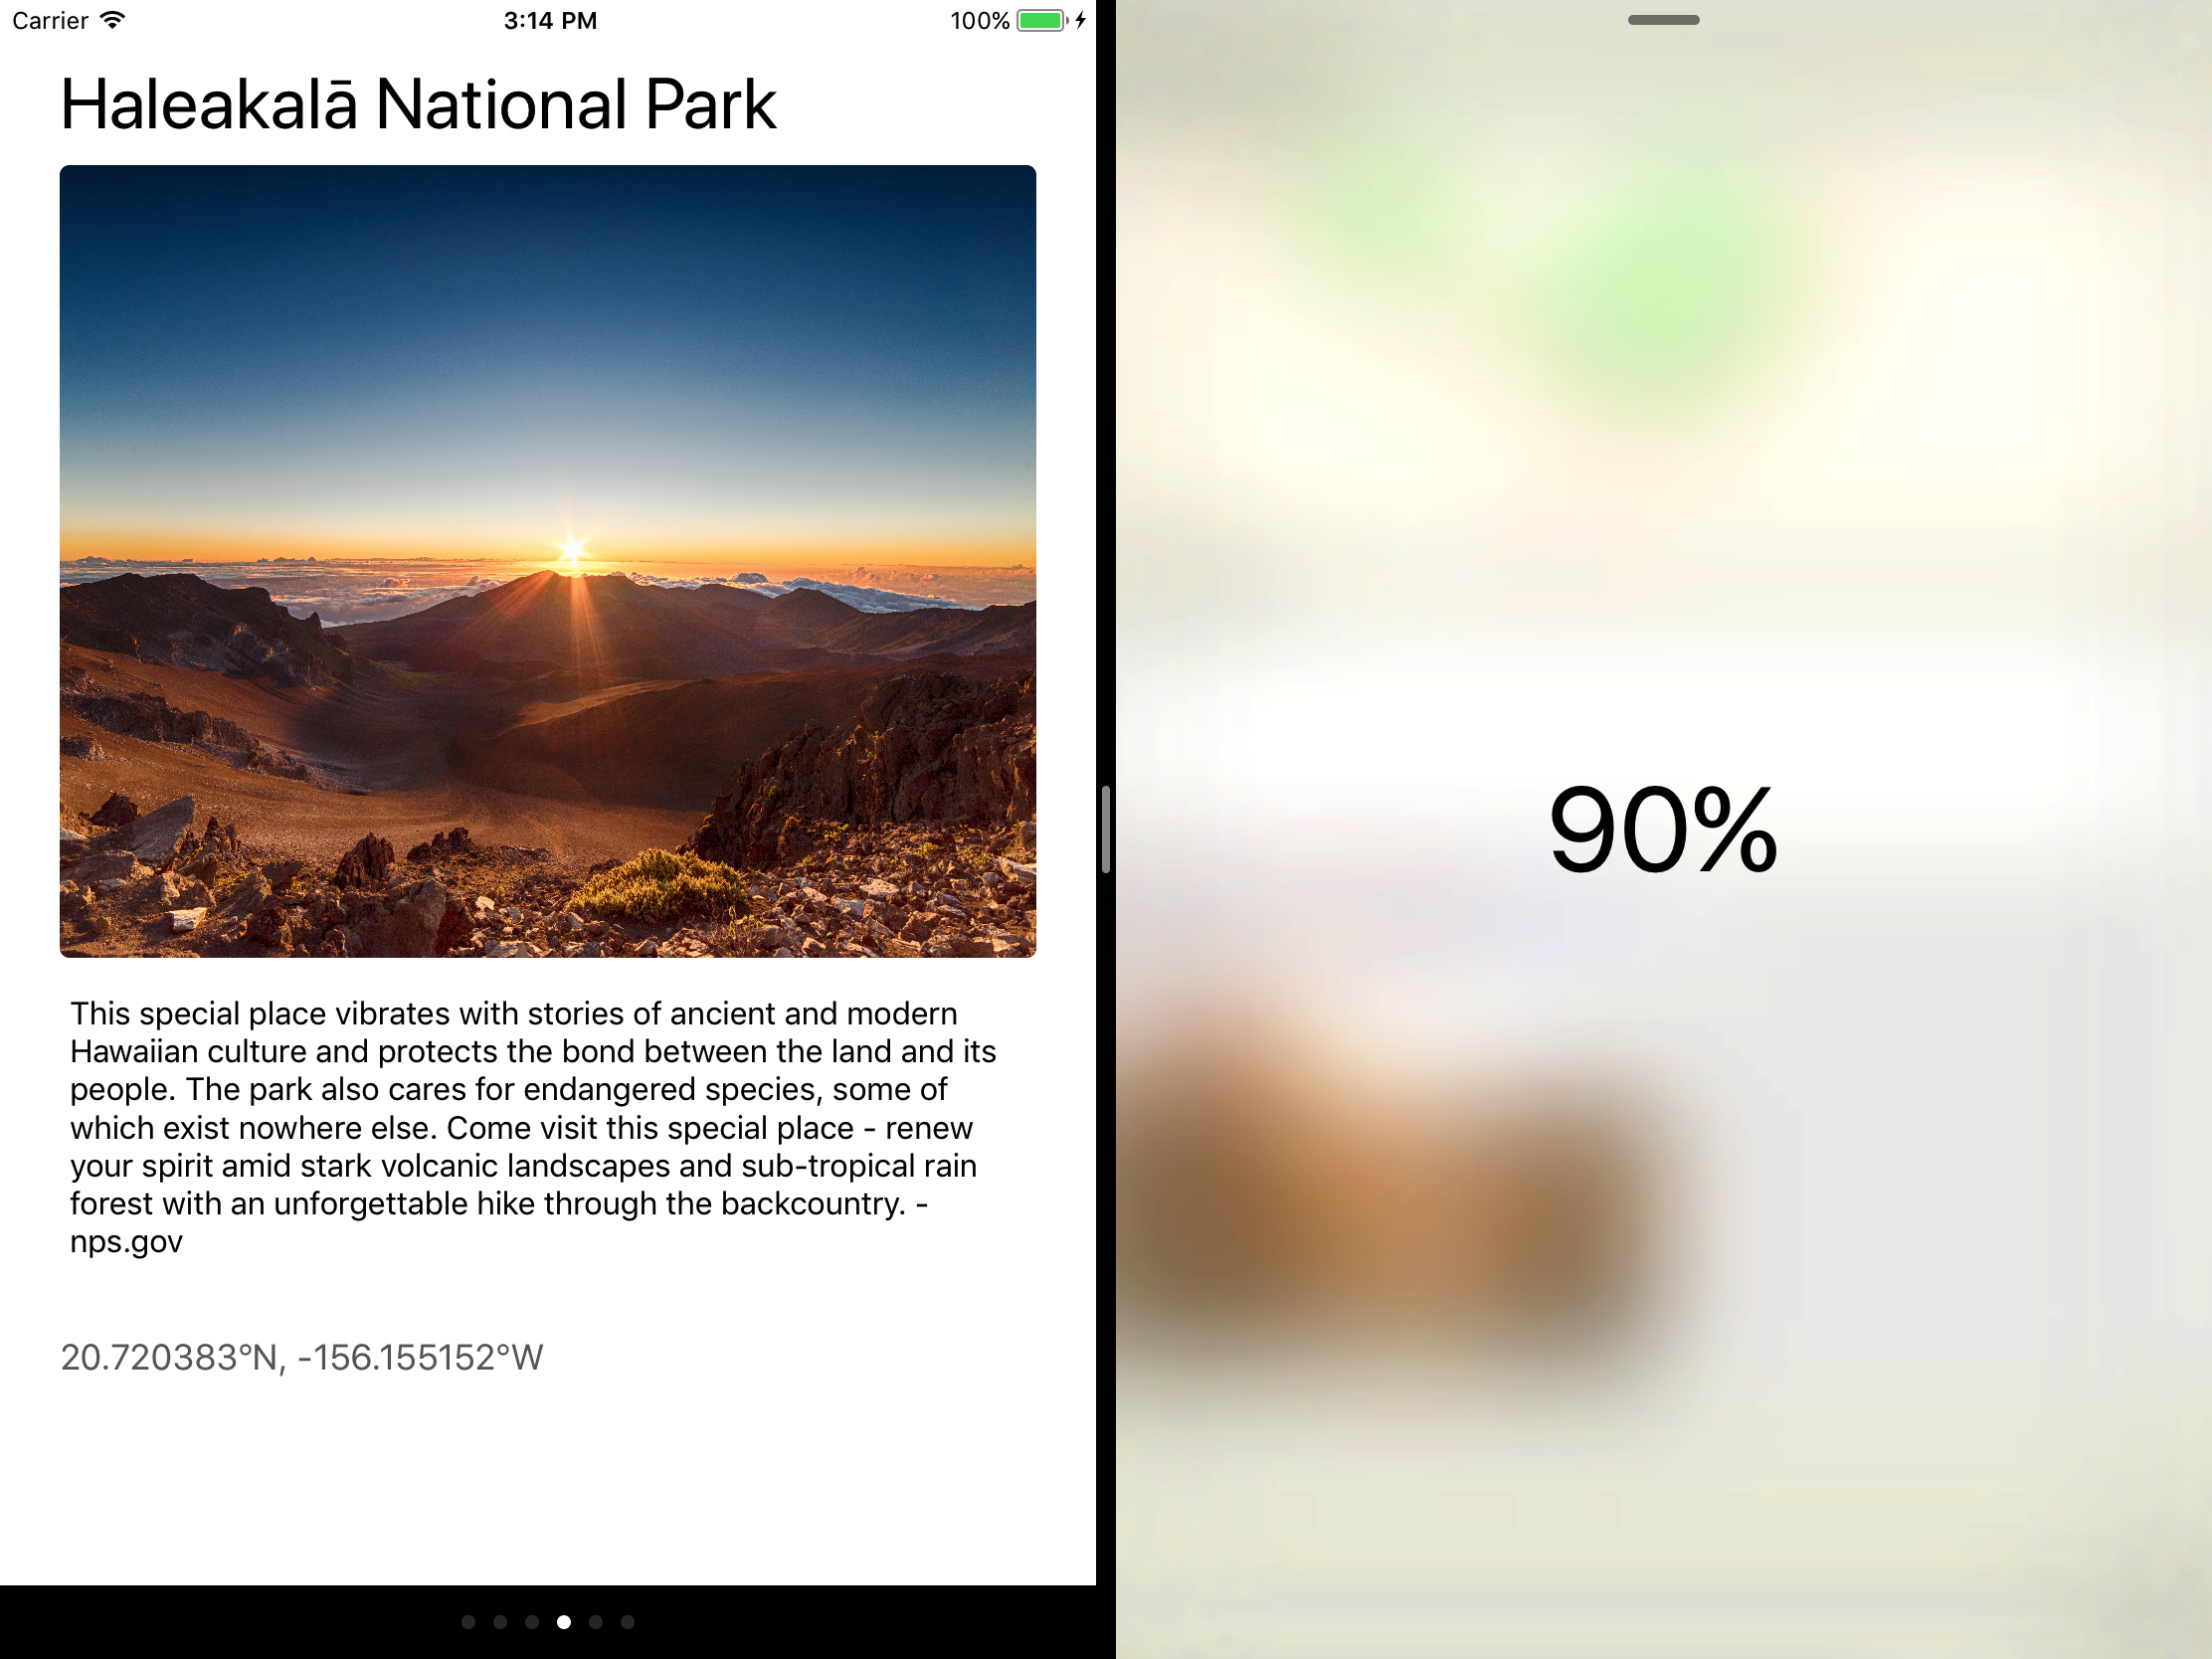 Carrier 3:14 PM 100%
Haleakalā National Park
This special place vibrates with stories of ancient and modern
Hawaiian culture and protects the bond between the land and its
people. The park also cares for endangered species, some of
which exist nowhere else. Come visit this special place - renew
your spirit amid stark volcanic landscapes and sub-tropical rain
forest with an unforgettable hike through the backcountry. -
nps.gov
20.720383°N, -156.155152°W
90%